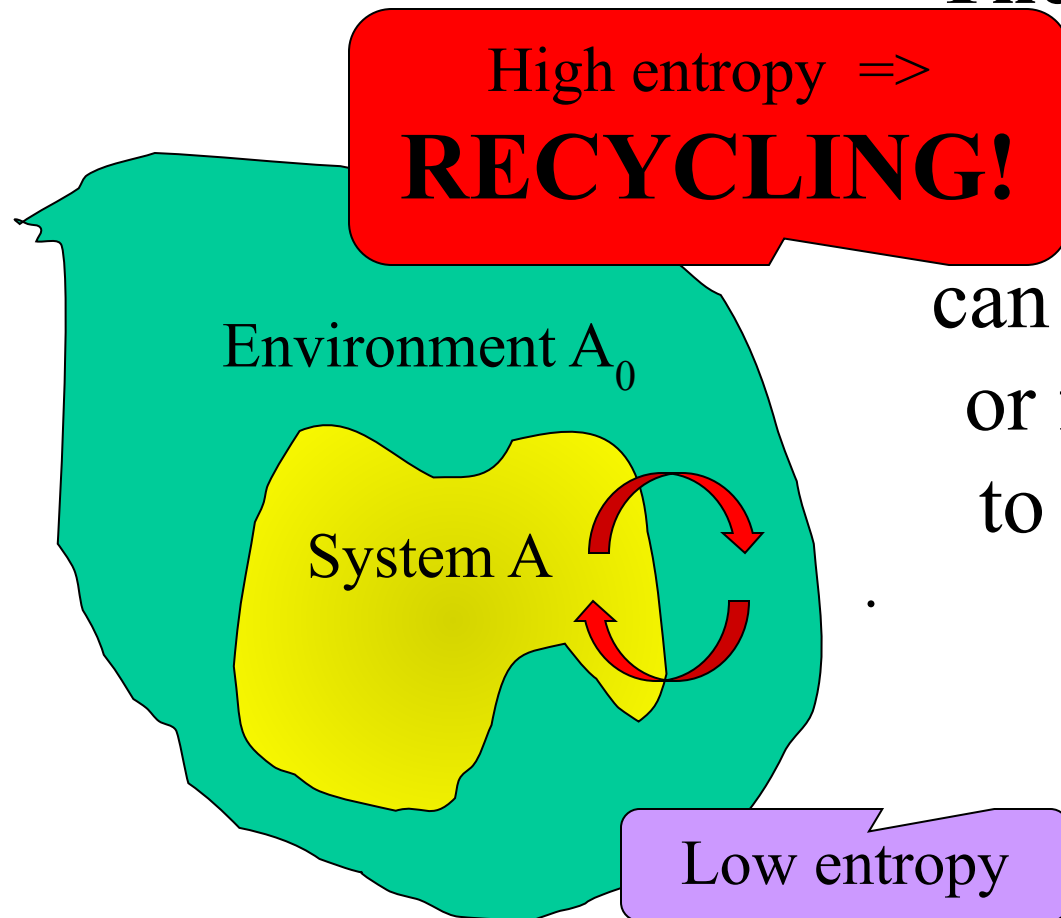 High entropy =>
RECYCLING!
can
Environment A₀
or
to
System A
.
Low entropy